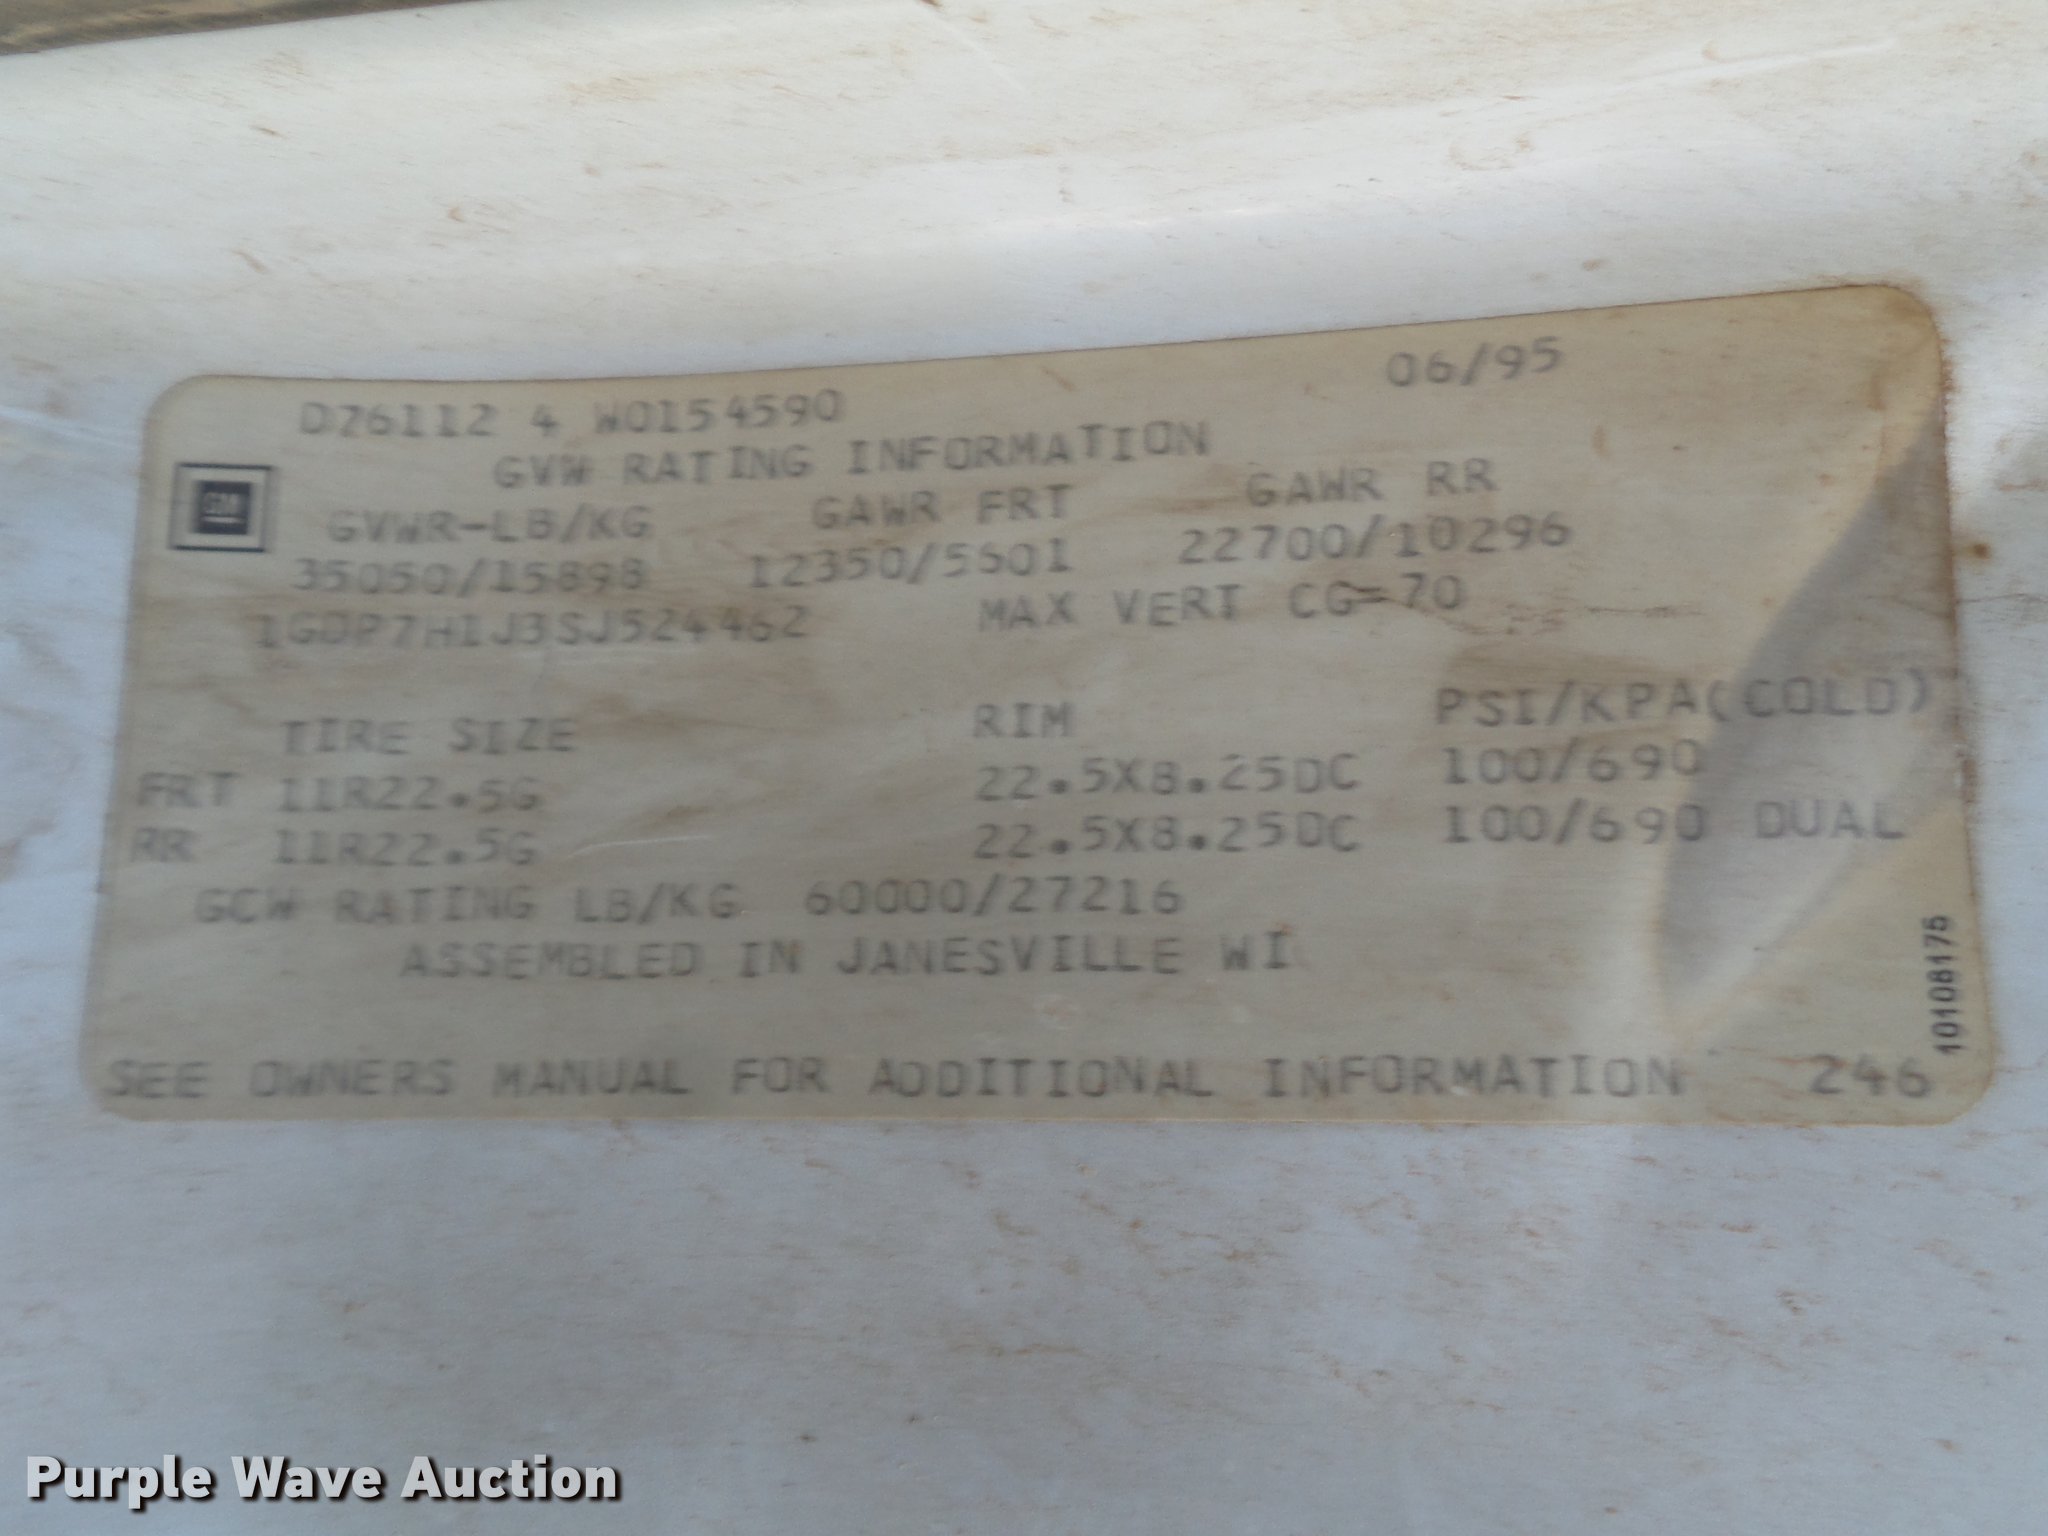 D26112 4 W0154590 06/95
GVW RATING INFORMATION
GM
GVWR-LB/KG GAWR FRT GAWR RR
35050/15898 12350/5601 22700/10296
1GDP7H1J3SJ524462 MAX VERT CG=70
TIRE SIZE RIM PSI/KPA(COLD)
FRT 11R22.5G 22.5X8.25DC 100/690
RR 11R22.5G 22.5X8.25DC 100/690 DUAL
GCW RATING LB/KG 60000/27216
ASSEMBLED IN JANESVILLE WI
10108175
SEE OWNERS MANUAL FOR ADDITIONAL INFORMATION 246
Purple Wave Auction